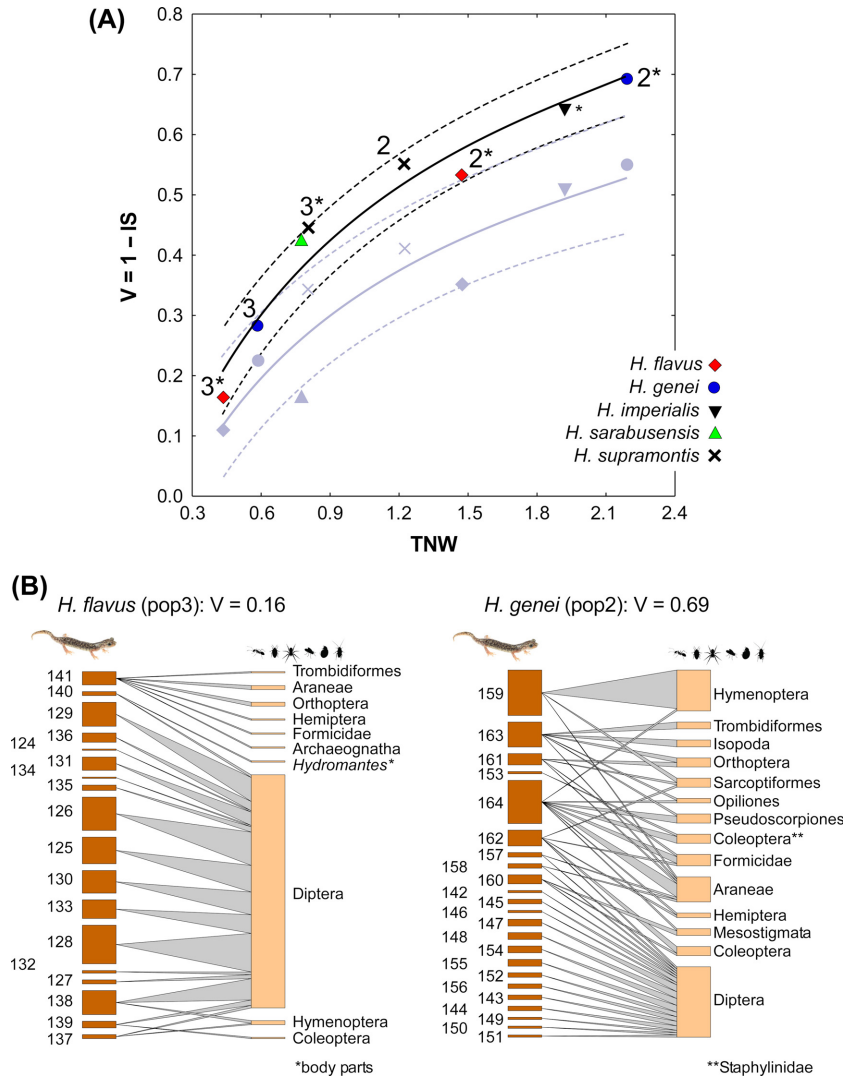 (A)
0.8
0.7
0.6
0.5
0.4
0.3
0.2
0.1
0.0
V = 1 – IS
2*
*
2
2*
3*
3
3*
H. flavus
H. genei
H. imperialis
H. sarabusensis
H. supramontis
0.3 0.6 0.9 1.2 1.5 1.8 2.1 2.4
TNW
(B)
H. flavus (pop3): V = 0.16
141
140
129
136
124
131
134
135
126
125
130
133
128
132
127
138
139
137
Trombidiformes
Araneae
Orthoptera
Hemiptera
Formicidae
Archaeognatha
Hydromantes*
Diptera
Hymenoptera
Coleoptera
*body parts
H. genei (pop2): V = 0.69
159
163
161
153
164
162
157
158
160
142
145
146
147
148
154
155
152
156
143
144
149
150
151
Hymenoptera
Trombidiformes
Isopoda
Orthoptera
Sarcoptiformes
Opiliones
Pseudoscorpiones
Coleoptera**
Formicidae
Araneae
Hemiptera
Mesostigmata
Coleoptera
Diptera
**Staphylinidae